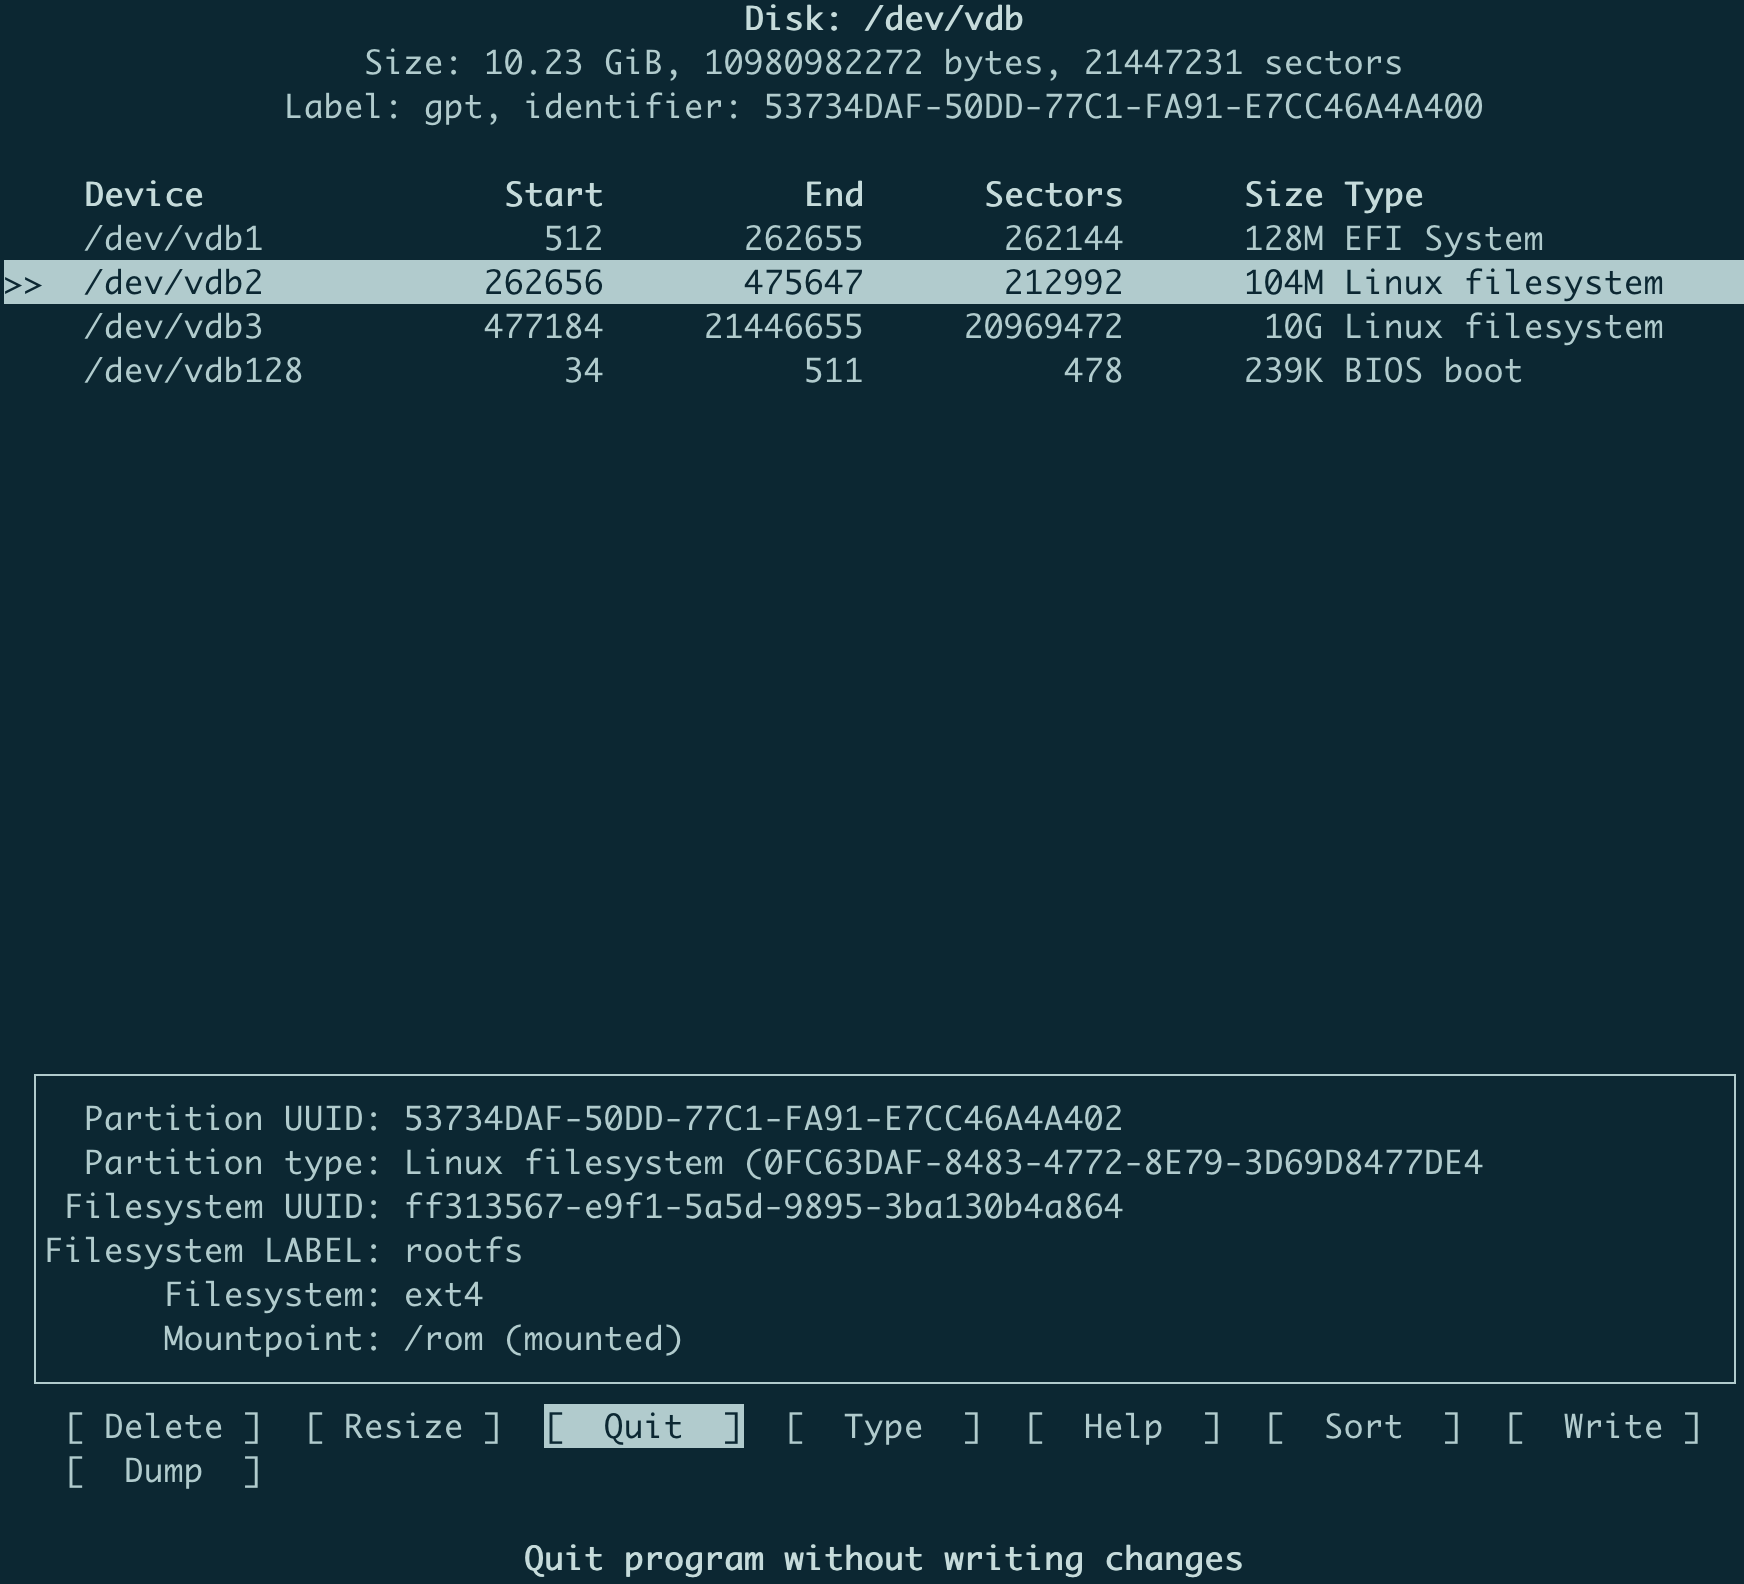 Disk: /dev/vdb
Size: 10.23 GiB, 10980982272 bytes, 21447231 sectors
Label: gpt, identifier: 53734DAF-50DD-77C1-FA91-E7CC46A4A400
Device Start End Sectors Size Type
/dev/vdb1 512 262655 262144 128M EFI System
>> /dev/vdb2 262656 475647 212992 104M Linux filesystem
/dev/vdb3 477184 21446655 20969472 10G Linux filesystem
/dev/vdb128 34 511 478 239K BIOS boot
Partition UUID: 53734DAF-50DD-77C1-FA91-E7CC46A4A402
Partition type: Linux filesystem (0FC63DAF-8483-4772-8E79-3D69D8477DE4
Filesystem UUID: ff313567-e9f1-5a5d-9895-3ba130b4a864
Filesystem LABEL: rootfs
Filesystem: ext4
Mountpoint: /rom (mounted)
[ Delete ] [ Resize ] [ Quit ] [ Type ] [ Help ] [ Sort ] [ Write ]
[ Dump ]
Quit program without writing changes